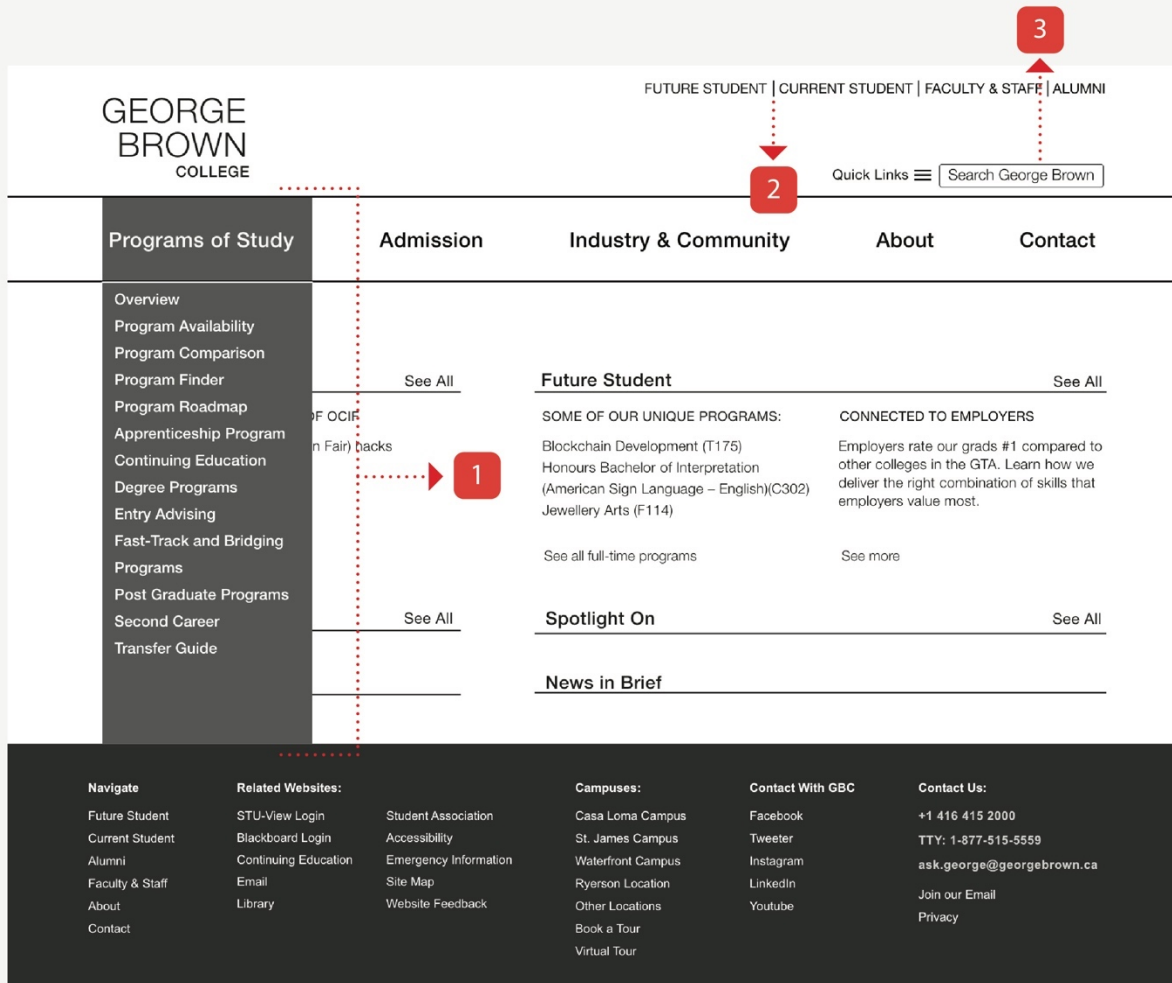 3
FUTURE STUDENT | CURRENT STUDENT | FACULTY & STAFF | ALUMNI
GEORGE
BROWN
COLLEGE
2
Quick Links
Search George Brown
Programs of Study
Admission
Industry & Community
About
Contact
Overview
Program Availability
Program Comparison
Program Finder
Program Roadmap
Apprenticeship Program
Continuing Education
Degree Programs
Entry Advising
Fast-Track and Bridging
Programs
Post Graduate Programs
Second Career
Transfer Guide
See All
OF OCIF
n Fair) hacks
1
See All
Future Student
See All
SOME OF OUR UNIQUE PROGRAMS:
Blockchain Development (T175)
Honours Bachelor of Interpretation
(American Sign Language – English)(C302)
Jewellery Arts (F114)
See all full-time programs
CONNECTED TO EMPLOYERS
Employers rate our grads #1 compared to
other colleges in the GTA. Learn how we
deliver the right combination of skills that
employers value most.
See more
Spotlight On
See All
News in Brief
Navigate
Future Student
Current Student
Alumni
Faculty & Staff
About
Contact
Related Websites:
STU-View Login
Blackboard Login
Continuing Education
Email
Library
Student Association
Accessibility
Emergency Information
Site Map
Website Feedback
Campuses:
Casa Loma Campus
St. James Campus
Waterfront Campus
Ryerson Location
Other Locations
Book a Tour
Virtual Tour
Contact With GBC
Facebook
Tweeter
Instagram
LinkedIn
Youtube
Contact Us:
+1 416 415 2000
TTY: 1-877-515-5559
ask.george@georgebrown.ca
Join our Email
Privacy